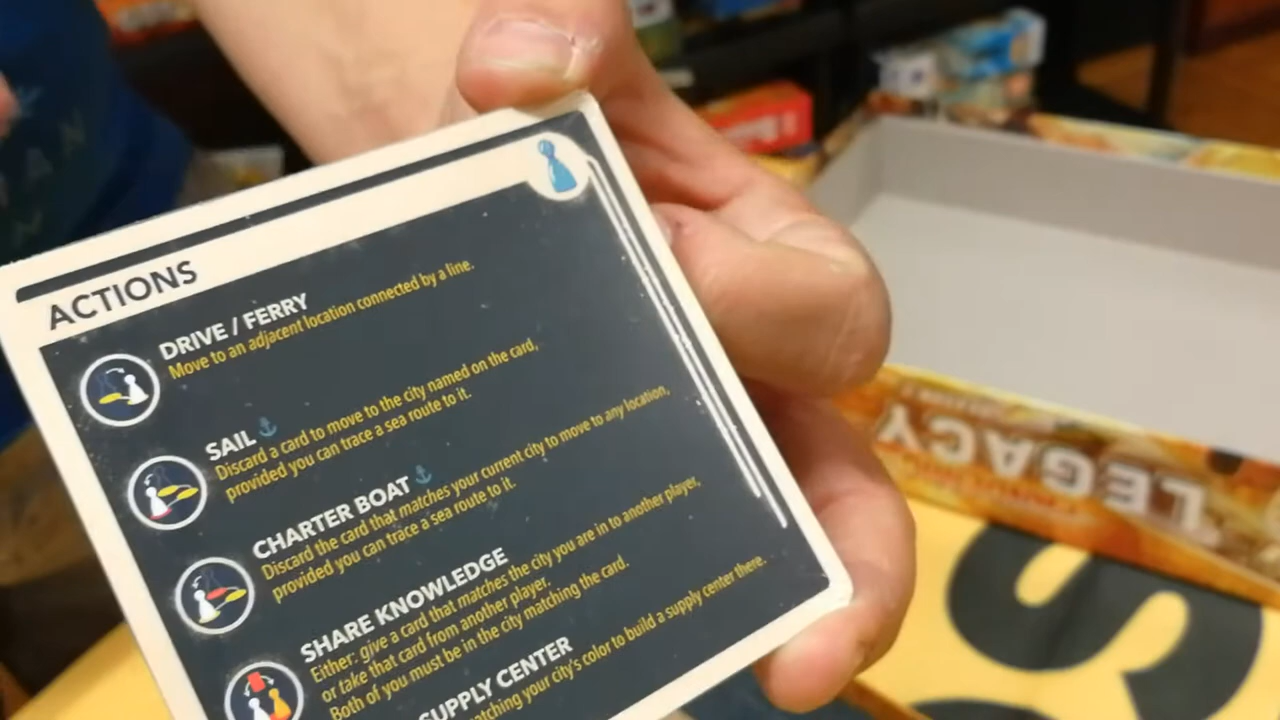 ACTIONS
DRIVE / FERRY
Move to an adjacent location connected by a line.
SAIL
Discard a card to move to the city named on the card,
provided you can trace a sea route to it.
CHARTER BOAT
Discard the card that matches your current city to move to any location,
provided you can trace a sea route to it.
SHARE KNOWLEDGE
Either: give a card that matches the city you are in to another player,
or take that card from another player.
Both of you must be in the city matching the card.
SUPPLY CENTER
matching your city's color to build a supply center there.
LEGACY
S